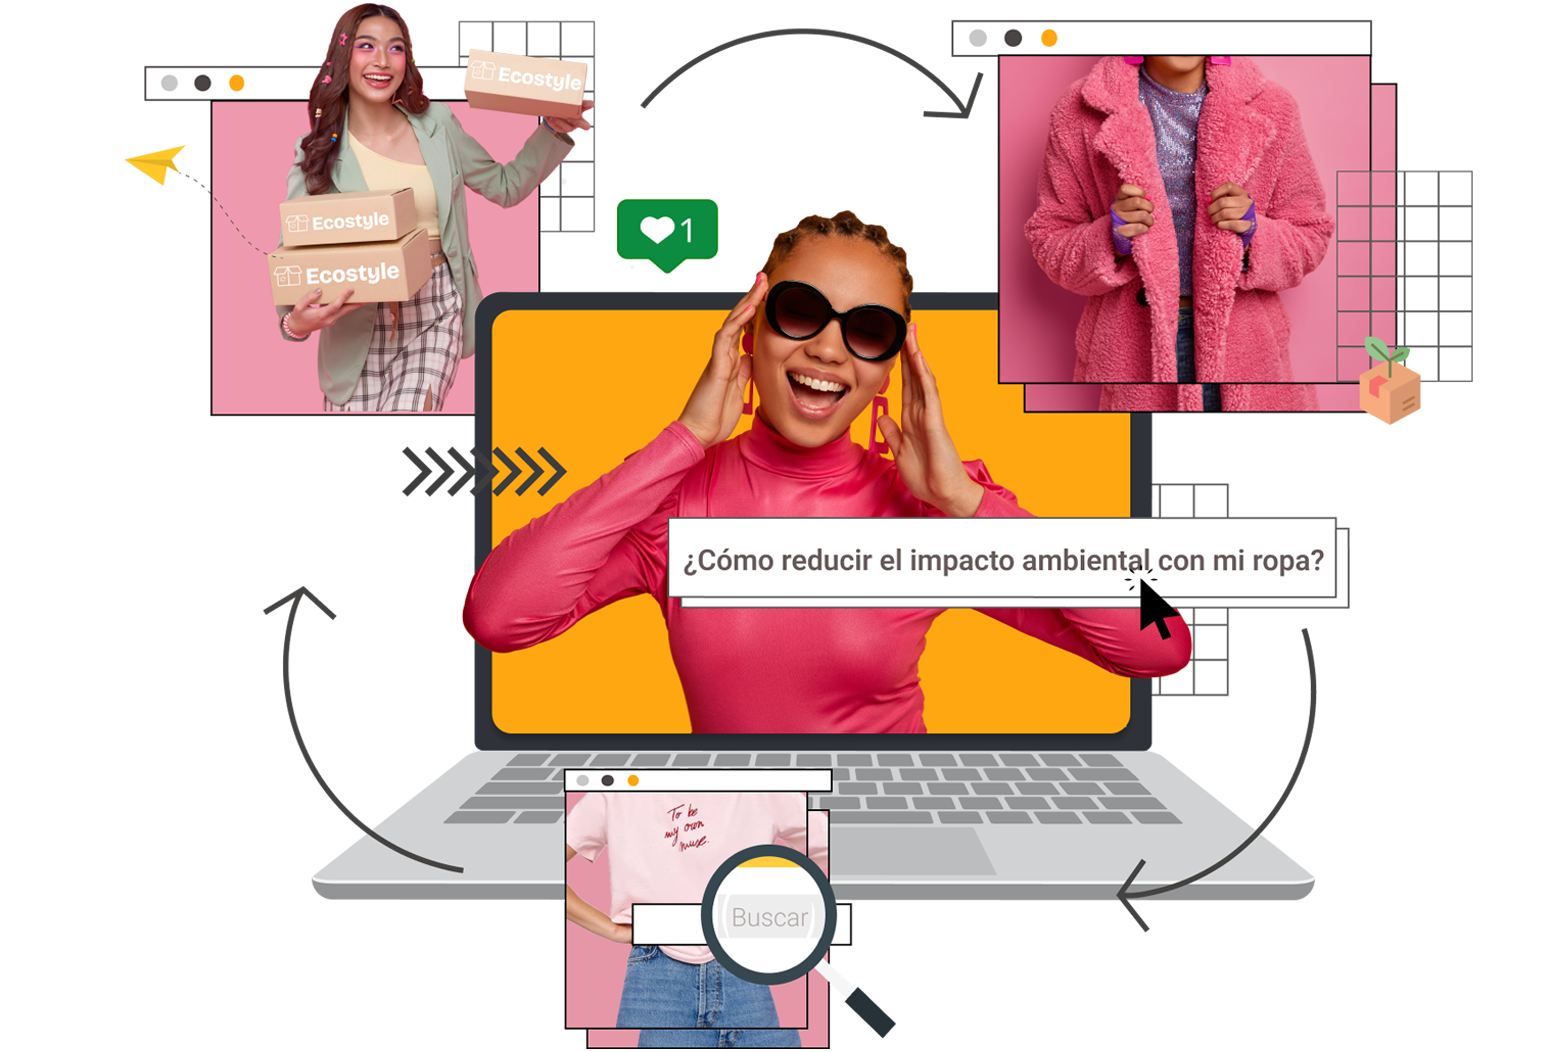 Ecostyle
Ecostyle
Ecostyle
1
¿Cómo reducir el impacto ambiental con mi ropa?
To be
my own
muse.
Buscar